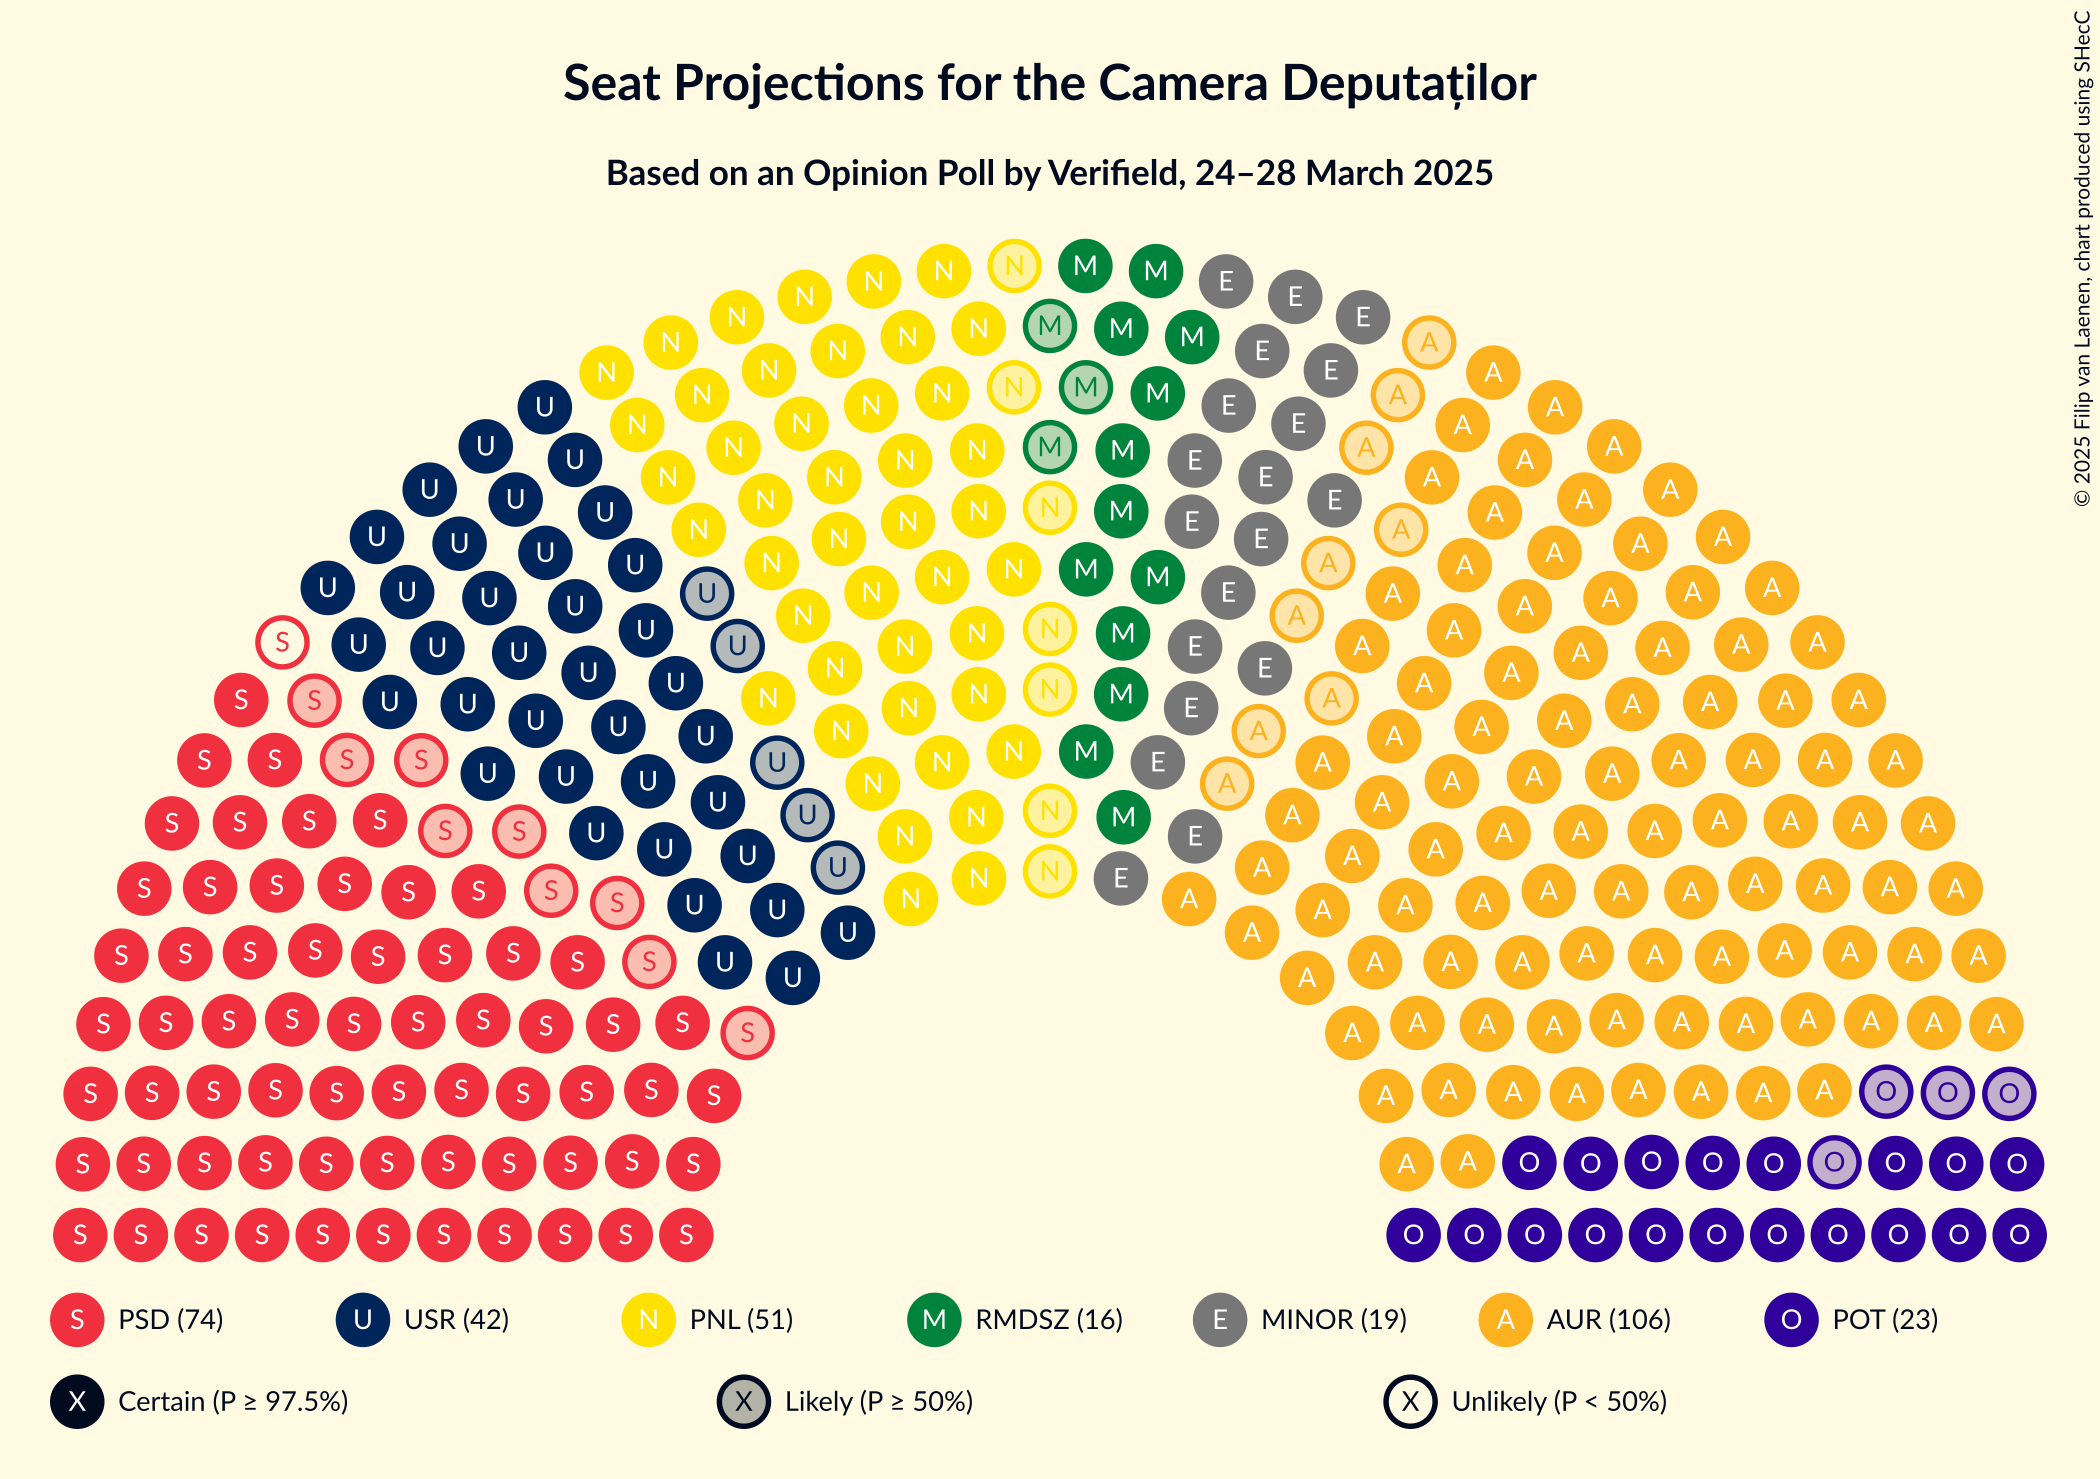 Seat Projections for the Camera Deputaților
Based on an Opinion Poll by Verifield, 24–28 March 2025
© 2025 Filip van Laenen, chart produced using SHecC
S PSD (74) U USR (42) N PNL (51) M RMDSZ (16) E MINOR (19) A AUR (106) O POT (23)
X Certain (P ≥ 97.5%) X Likely (P ≥ 50%) X Unlikely (P < 50%)